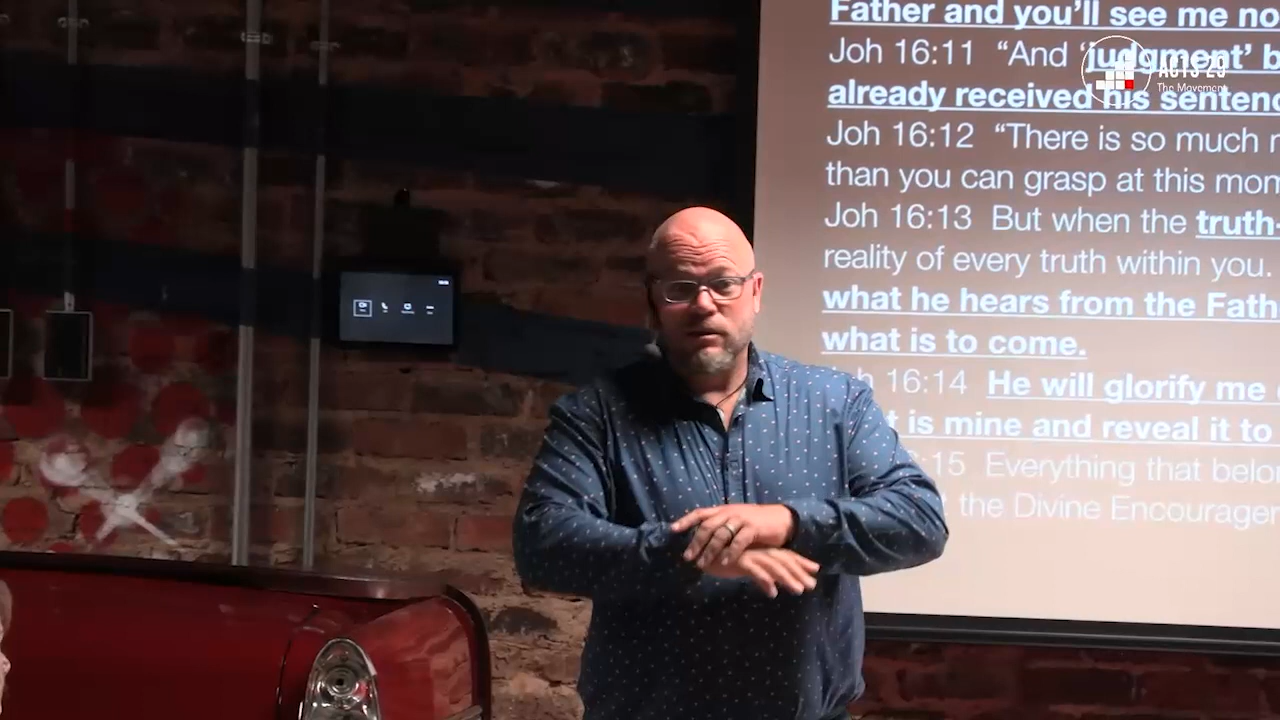 Father and you’ll see me no
Joh 16:11 “And ‘judgment’ b
already received his sentenc
Joh 16:12 “There is so much
than you can grasp at this mom
Joh 16:13 But when the truth-
reality of every truth within you.
what he hears from the Fath
what is to come.
h 16:14 He will glorify me
t is mine and reveal it to
:15 Everything that belon
t the Divine Encourager
ACTS 29
The Movement